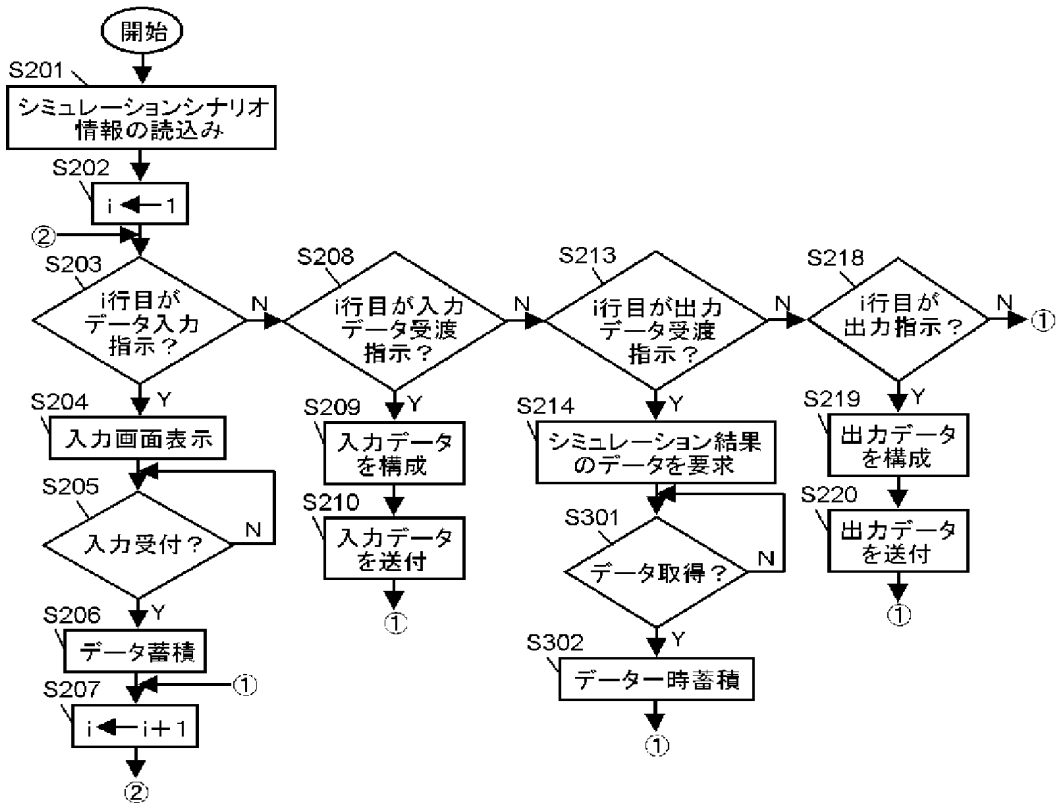 開始
S201
シミュレーションシナリオ
情報の読込み
S202
i ← 1
②
S203
i行目が
データ入力
指示?
N
Y
S208
i行目が入力
データ受渡
指示?
N
Y
S213
i行目が出力
データ受渡
指示?
N
Y
S218
i行目が
出力指示?
N
①
Y
S204
入力画面表示
S205
入力受付?
N
Y
S206
データ蓄積
①
S207
i ← i+1
②
S209
入力データ
を構成
S210
入力データ
を送付
①
S214
シミュレーション結果
のデータを要求
S301
データ取得?
N
Y
S302
データ一時蓄積
①
S219
出力データ
を構成
S220
出力データ
を送付
①